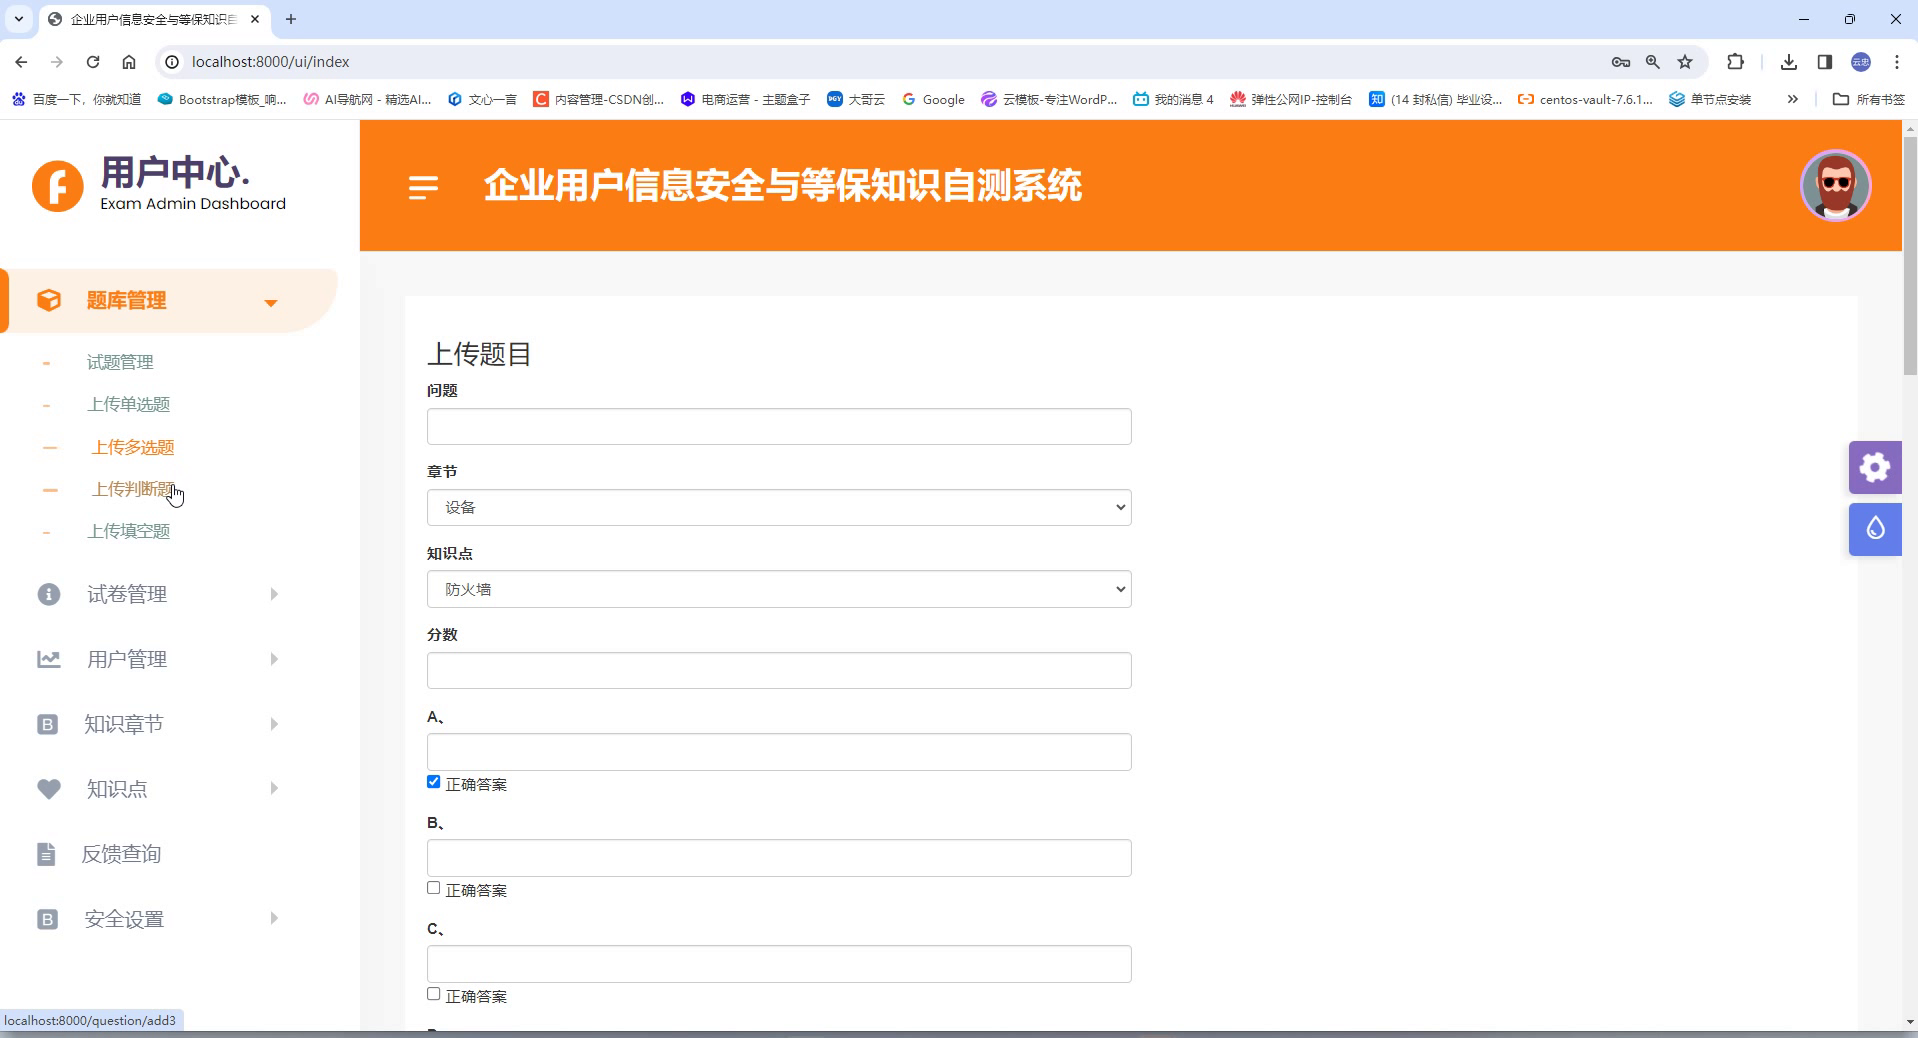 企业用户信息安全与等保知识自
localhost:8000/ui/index
云忠
百度一下，你就知道
Bootstrap模板_响...
AI导航网 - 精选AI...
文心一言
内容管理-CSDN创...
电商运营 - 主题盒子
大哥云
Google
云模板-专注WordP...
我的消息 4
弹性公网IP-控制台
(14 封私信) 毕业设...
centos-vault-7.6.1...
单节点安装
所有书签
用户中心.
Exam Admin Dashboard
企业用户信息安全与等保知识自测系统
题库管理
试题管理
上传单选题
上传多选题
上传判断题
上传填空题
试卷管理
用户管理
知识章节
知识点
反馈查询
安全设置
上传题目
问题
章节
设备
知识点
防火墙
分数
A、
正确答案
B、
正确答案
C、
正确答案
localhost:8000/question/add3